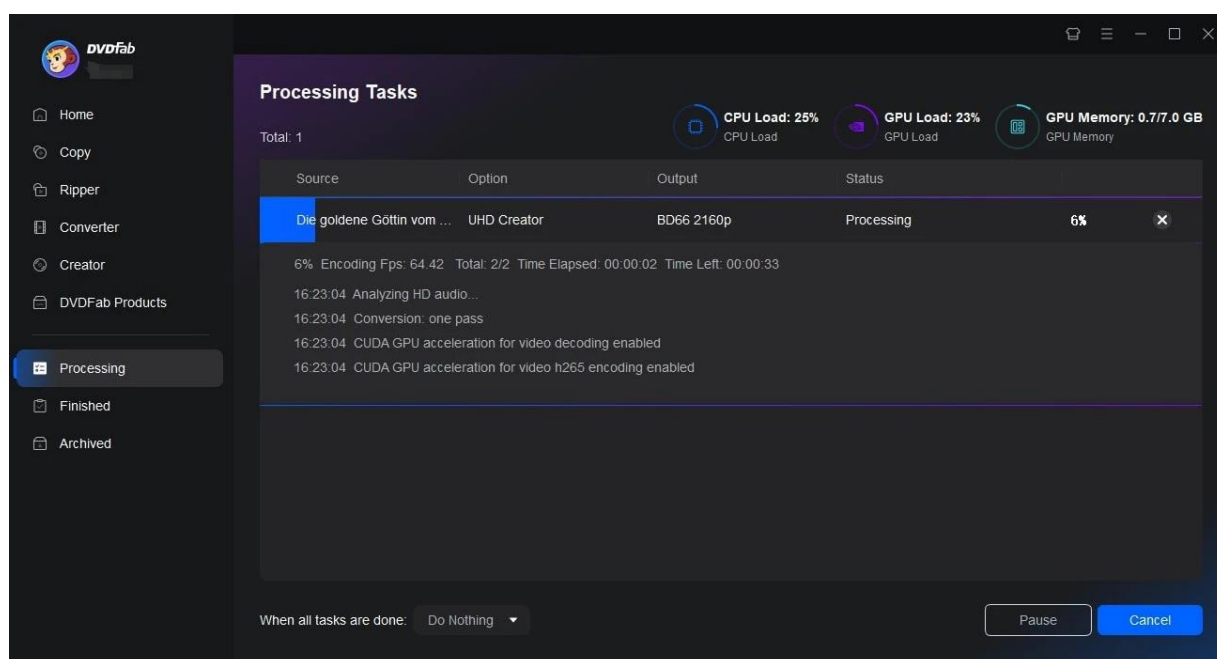 DVDFab
Home
Copy
Ripper
Converter
Creator
DVDFab Products
Processing
Finished
Archived
Processing Tasks
Total: 1
CPU Load: 25%
CPU Load
GPU Load: 23%
GPU Load
GPU Memory: 0.7/7.0 GB
GPU Memory
Source Option Output Status
Die goldene Göttin vom ... UHD Creator BD66 2160p Processing 6%
6% Encoding Fps: 64.42 Total: 2/2 Time Elapsed: 00:00:02 Time Left: 00:00:33
16:23:04 Analyzing HD audio...
16:23:04 Conversion: one pass
16:23:04 CUDA GPU acceleration for video decoding enabled
16:23:04 CUDA GPU acceleration for video h265 encoding enabled
When all tasks are done: Do Nothing
Pause
Cancel